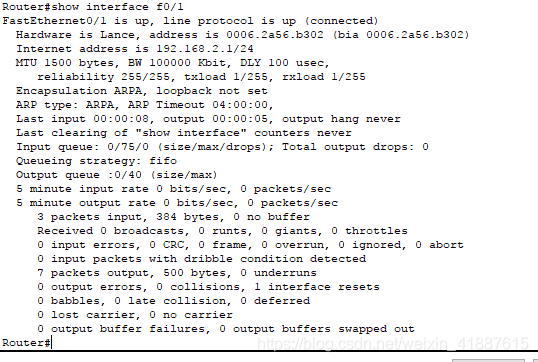 Router#show interface f0/1
FastEthernet0/1 is up, line protocol is up (connected)
  Hardware is Lance, address is 0006.2a56.b302 (bia 0006.2a56.b302)
  Internet address is 192.168.2.1/24
  MTU 1500 bytes, BW 100000 Kbit, DLY 100 usec,
     reliability 255/255, txload 1/255, rxload 1/255
  Encapsulation ARPA, loopback not set
  ARP type: ARPA, ARP Timeout 04:00:00,
  Last input 00:00:08, output 00:00:05, output hang never
  Last clearing of "show interface" counters never
  Input queue: 0/75/0 (size/max/drops); Total output drops: 0
  Queueing strategy: fifo
  Output queue :0/40 (size/max)
  5 minute input rate 0 bits/sec, 0 packets/sec
  5 minute output rate 0 bits/sec, 0 packets/sec
     3 packets input, 384 bytes, 0 no buffer
     Received 0 broadcasts, 0 runts, 0 giants, 0 throttles
     0 input errors, 0 CRC, 0 frame, 0 overrun, 0 ignored, 0 abort
     0 input packets with dribble condition detected
     7 packets output, 500 bytes, 0 underruns
     0 output errors, 0 collisions, 1 interface resets
     0 babbles, 0 late collision, 0 deferred
     0 lost carrier, 0 no carrier
     0 output buffer failures, 0 output buffers swapped out
Router#
https://blog.csdn.net/weixin_41887615